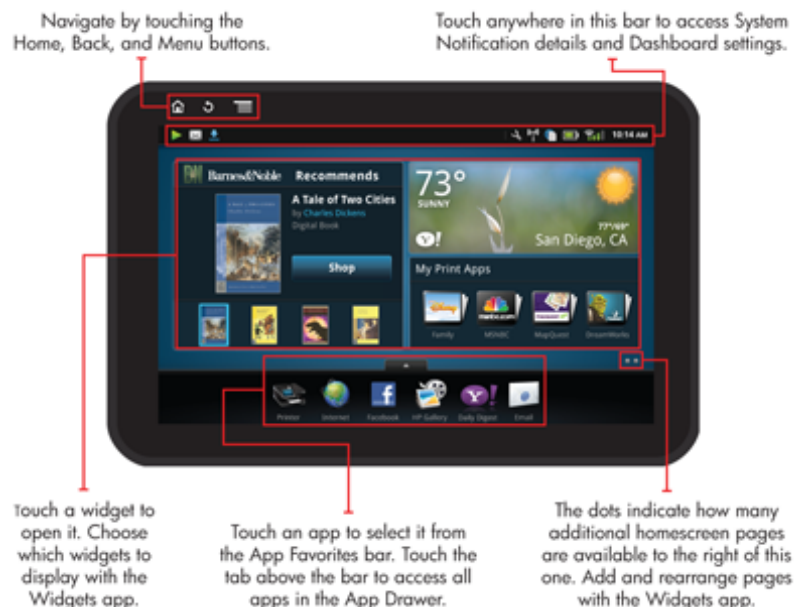 Navigate by touching the
Home, Back, and Menu buttons.
Touch anywhere in this bar to access System
Notification details and Dashboard settings.
10:14 AM
Barnes&Noble Recommends
A Tale of Two Cities
by Charles Dickens
Digital Book
Shop
73°
SUNNY
Y!
77°/69°
San Diego, CA
My Print Apps
Disney
msnbc.com
MAPQUEST
Family MSNBC MapQuest DreamWorks
Printer Internet Facebook HP Gallery Daily Digest Email
Touch a widget to
open it. Choose
which widgets to
display with the
Widgets app.
Touch an app to select it from
the App Favorites bar. Touch the
tab above the bar to access all
apps in the App Drawer.
The dots indicate how many
additional homescreen pages
are available to the right of this
one. Add and rearrange pages
with the Widgets app.